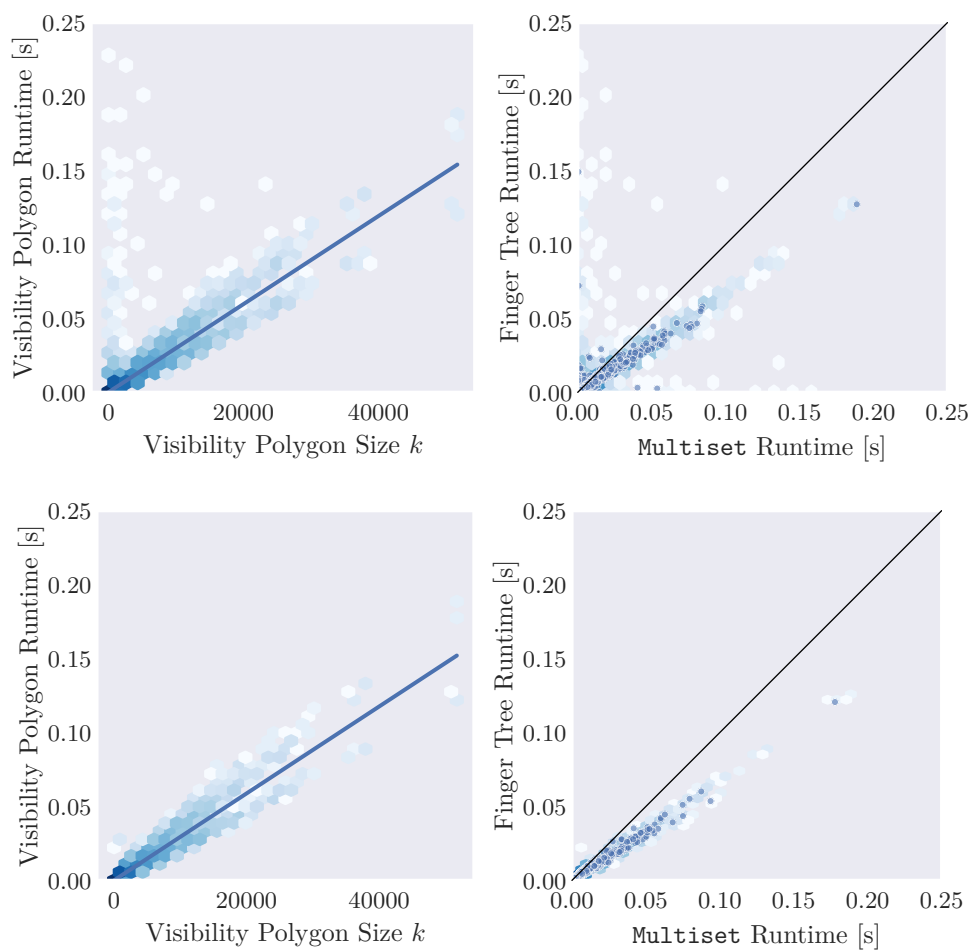 Visibility Polygon Runtime [s]
0.25
0.20
0.15
0.10
0.05
0.00
0 20000 40000
Visibility Polygon Size k
Finger Tree Runtime [s]
0.25
0.20
0.15
0.10
0.05
0.00
0.00 0.05 0.10 0.15 0.20 0.25
Multiset Runtime [s]
Visibility Polygon Runtime [s]
0.25
0.20
0.15
0.10
0.05
0.00
0 20000 40000
Visibility Polygon Size k
Finger Tree Runtime [s]
0.25
0.20
0.15
0.10
0.05
0.00
0.00 0.05 0.10 0.15 0.20 0.25
Multiset Runtime [s]